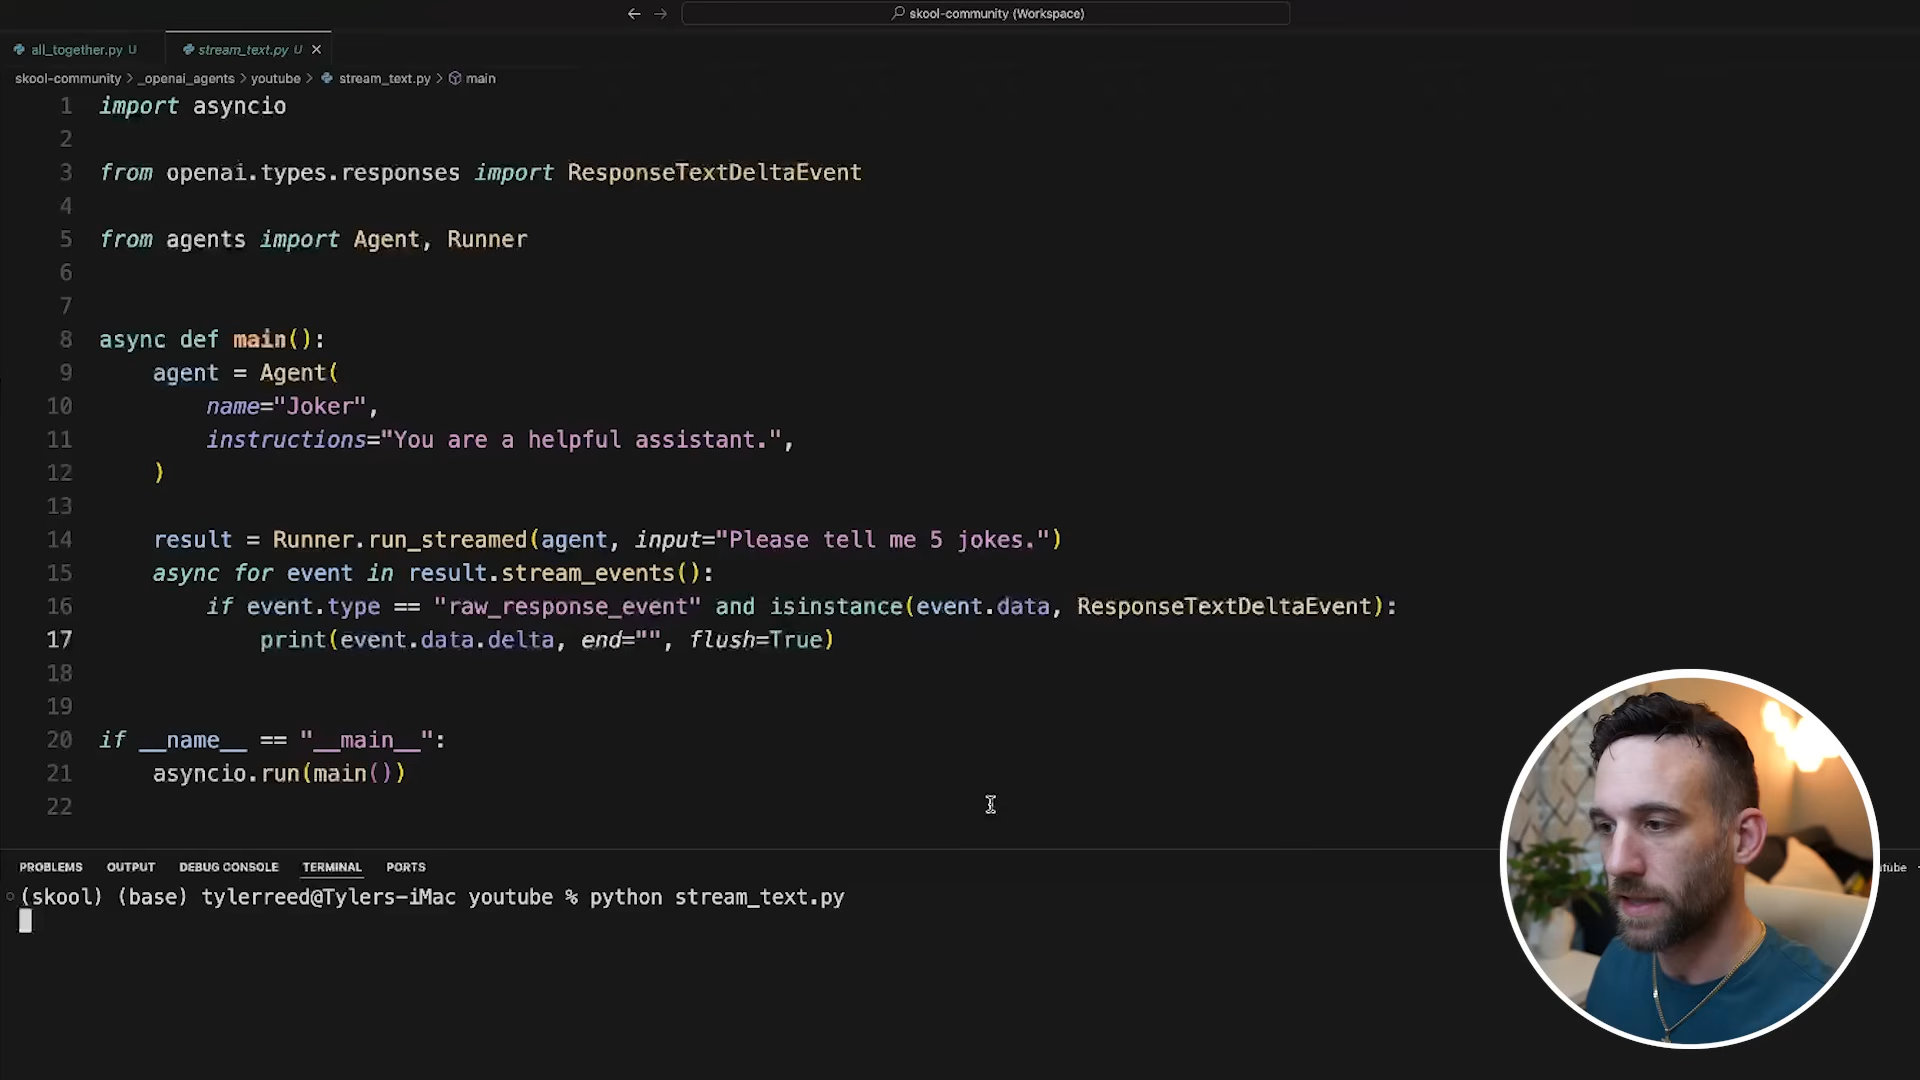 skool-community (Workspace)
all_together.py U
stream_text.py U
skool-community > _openai_agents > youtube > stream_text.py > main
1 import asyncio
2
3 from openai.types.responses import ResponseTextDeltaEvent
4
5 from agents import Agent, Runner
6
7
8 async def main():
9     agent = Agent(
10         name="Joker",
11         instructions="You are a helpful assistant.",
12     )
13
14     result = Runner.run_streamed(agent, input="Please tell me 5 jokes.")
15     async for event in result.stream_events():
16         if event.type == "raw_response_event" and isinstance(event.data, ResponseTextDeltaEvent):
17             print(event.data.delta, end="", flush=True)
18
19
20 if __name__ == "__main__":
21     asyncio.run(main())
22
PROBLEMS OUTPUT DEBUG CONSOLE TERMINAL PORTS
(skool) (base) tylerreed@Tylers-iMac youtube % python stream_text.py